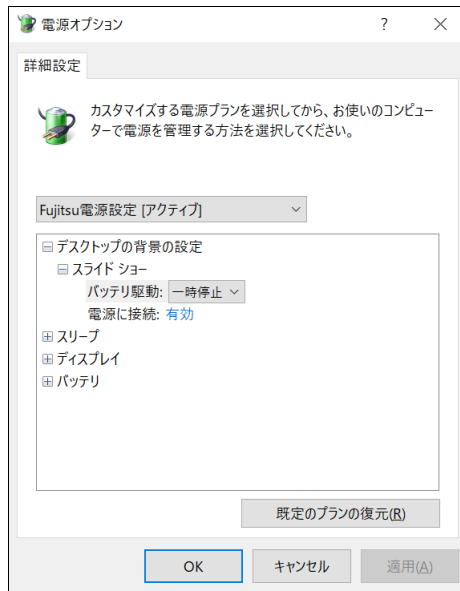 電源オプション
詳細設定
カスタマイズする電源プランを選択してから、お使いのコンピュー
ターで電源を管理する方法を選択してください。
Fujitsu電源設定 [アクティブ]
デスクトップの背景の設定
スライド ショー
バッテリ駆動: 一時停止
電源に接続: 有効
スリープ
ディスプレイ
バッテリ
既定のプランの復元(R)
OK キャンセル 適用(A)